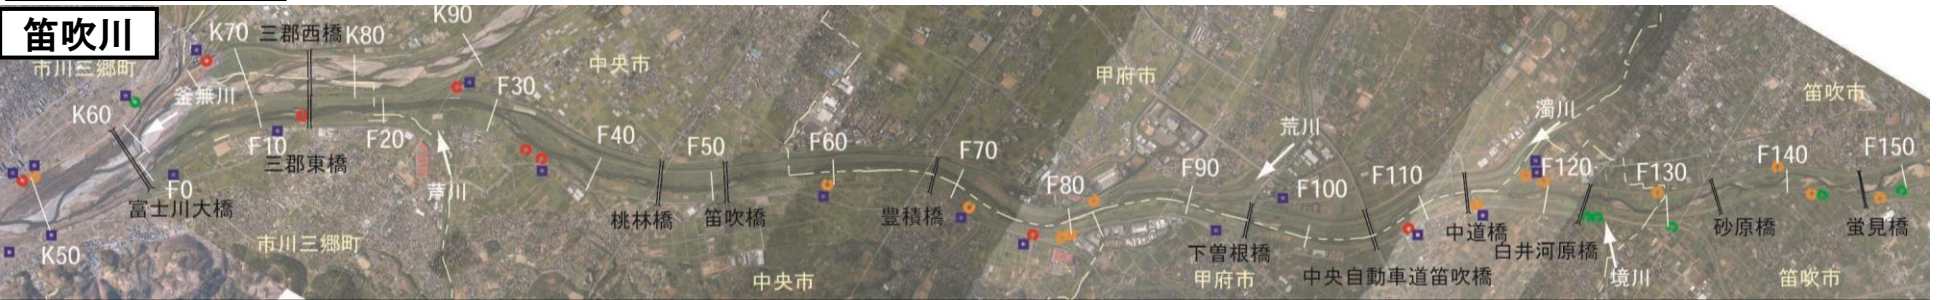 笛吹川
K90
K70
三郡西橋
K80
市川三郷町
中央市
甲府市
笛吹市
釜無川
F30
濁川
K60
荒川
F10
F20
F40
F50
F60
F70
F150
F140
三郡東橋
F80
F90
F100
F110
F120
F130
F0
芦川
富士川大橋
桃林橋
笛吹橋
豊積橋
中道橋
砂原橋
蛍見橋
市川三郷町
K50
下曽根橋
白井河原橋
中央市
甲府市
中央自動車道笛吹橋
境川
笛吹市